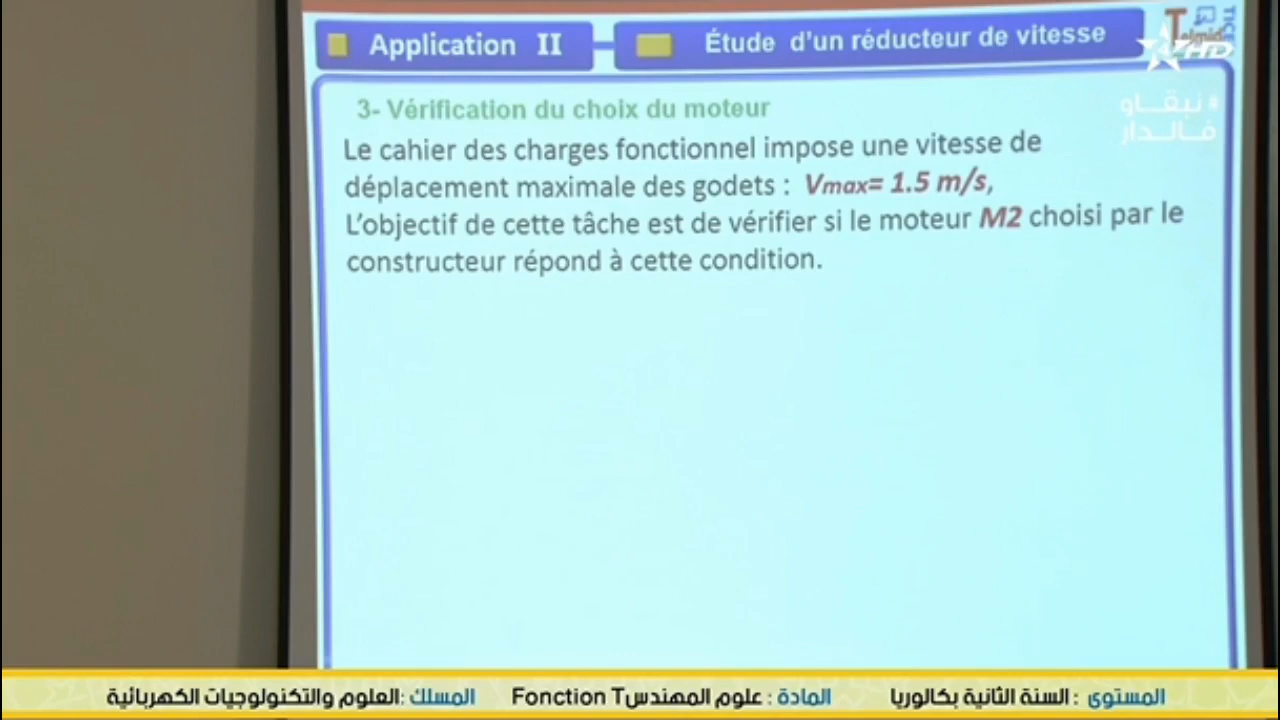 Application II
Étude d'un réducteur de vitesse
TICE
HD
# نبقاو
فالدار
3- Vérification du choix du moteur
Le cahier des charges fonctionnel impose une vitesse de
déplacement maximale des godets : Vmax= 1.5 m/s,
L'objectif de cette tâche est de vérifier si le moteur M2 choisi par le
constructeur répond à cette condition.
المستوى : السنة الثانية بكالوريا
المادة : علوم المهندس Fonction T
المسلك : العلوم والتكنولوجيات الكهربائية